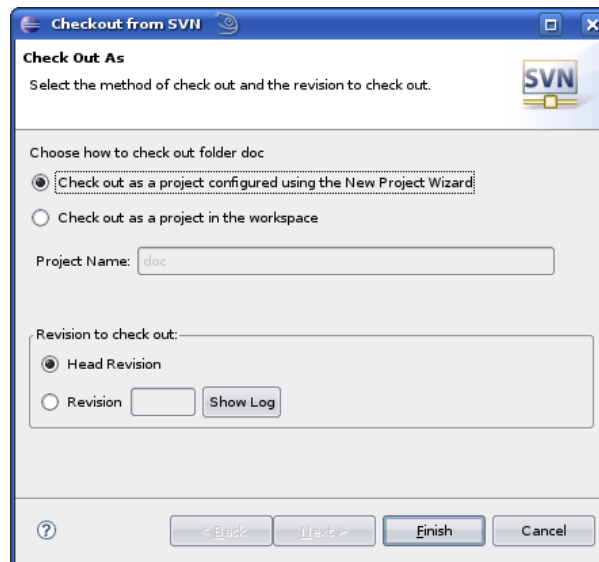 Checkout from SVN
Check Out As
Select the method of check out and the revision to check out.
SVN
Choose how to check out folder doc
Check out as a project configured using the New Project Wizard
Check out as a project in the workspace
Project Name: doc
Revision to check out:
Head Revision
Revision Show Log
? < Back Next > Finish Cancel